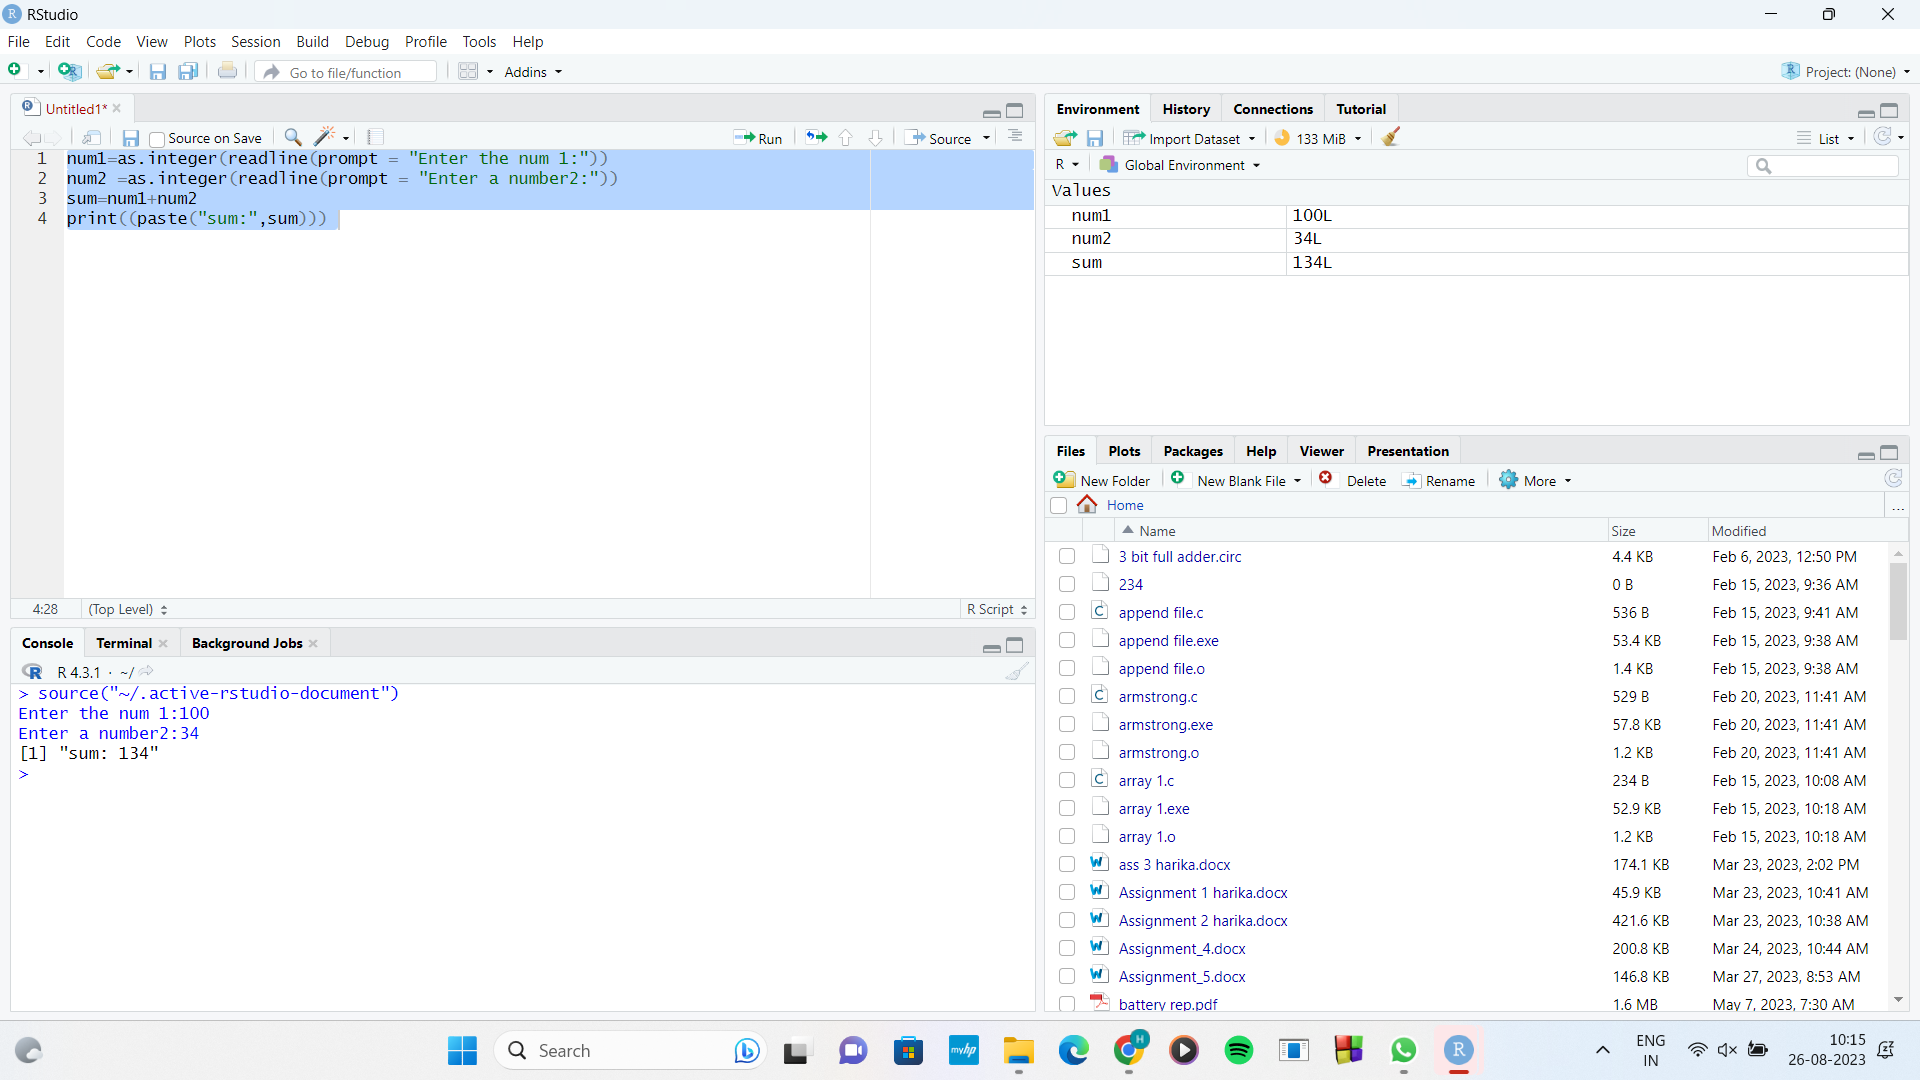 RStudio
File Edit Code View Plots Session Build Debug Profile Tools Help
Go to file/function Addins Project: (None)
Untitled1*
Source on Save Run Source
1 num1=as.integer(readline(prompt = "Enter the num 1:"))
2 num2 =as.integer(readline(prompt = "Enter a number2:"))
3 sum=num1+num2
4 print((paste("sum:",sum)))
4:28 (Top Level) R Script
Console Terminal Background Jobs
R 4.3.1 · ~/
> source("~/.active-rstudio-document")
Enter the num 1:100
Enter a number2:34
[1] "sum: 134"
>
Environment History Connections Tutorial
Import Dataset 133 MiB List
R Global Environment
Values
num1 100L
num2 34L
sum 134L
Files Plots Packages Help Viewer Presentation
New Folder New Blank File Delete Rename More
Home ...
Name Size Modified
3 bit full adder.circ 4.4 KB Feb 6, 2023, 12:50 PM
234 0 B Feb 15, 2023, 9:36 AM
append file.c 536 B Feb 15, 2023, 9:41 AM
append file.exe 53.4 KB Feb 15, 2023, 9:38 AM
append file.o 1.4 KB Feb 15, 2023, 9:38 AM
armstrong.c 529 B Feb 20, 2023, 11:41 AM
armstrong.exe 57.8 KB Feb 20, 2023, 11:41 AM
armstrong.o 1.2 KB Feb 20, 2023, 11:41 AM
array 1.c 234 B Feb 15, 2023, 10:08 AM
array 1.exe 52.9 KB Feb 15, 2023, 10:18 AM
array 1.o 1.2 KB Feb 15, 2023, 10:18 AM
ass 3 harika.docx 174.1 KB Mar 23, 2023, 2:02 PM
Assignment 1 harika.docx 45.9 KB Mar 23, 2023, 10:41 AM
Assignment 2 harika.docx 421.6 KB Mar 23, 2023, 10:38 AM
Assignment_4.docx 200.8 KB Mar 24, 2023, 10:44 AM
Assignment_5.docx 146.8 KB Mar 27, 2023, 8:53 AM
battery rep.pdf 1.6 MB May 7, 2023, 7:30 AM
Search myhp H R ENG 10:15
IN 26-08-2023